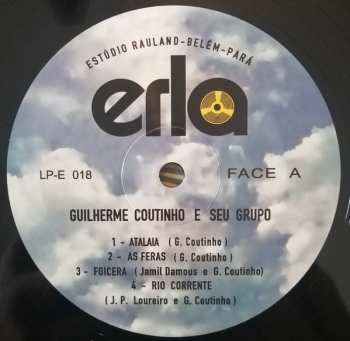 ESTÚDIO RAULAND-BELÉM-PARÁ
erla
LP-E 018
FACE A
GUILHERME COUTINHO E SEU GRUPO
1 - ATALAIA ( G. Coutinho )
2 - AS FERAS ( G. Coutinho )
3 - FOICERA ( Jamil Damous e G. Coutinho)
4 - RIO CORRENTE
( J. P. Loureiro e G. Coutinho )